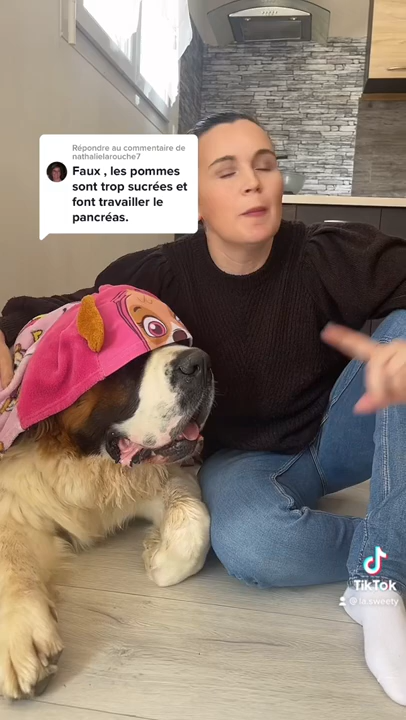 Répondre au commentaire de
nathalielarouche7
Faux , les pommes
sont trop sucrées et
font travailler le
pancréas.
TikTok
@la.sweety